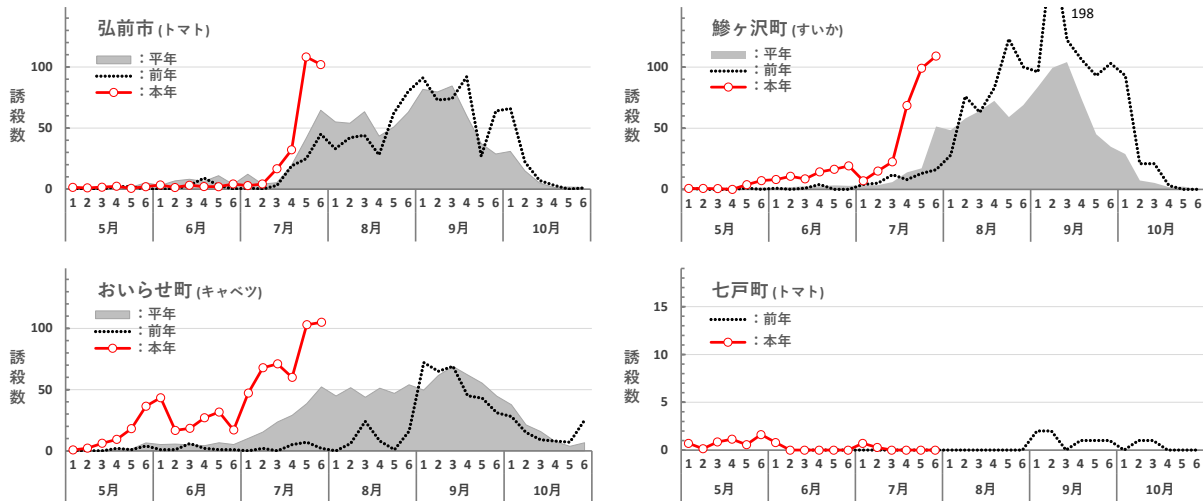 弘前市 (トマト)
：平年
：前年
：本年
誘殺数
100
50
0
1 2 3 4 5 6 1 2 3 4 5 6 1 2 3 4 5 6 1 2 3 4 5 6 1 2 3 4 5 6 1 2 3 4 5 6
5月 6月 7月 8月 9月 10月
鰺ヶ沢町 (すいか)
198
：平年
：前年
：本年
誘殺数
100
50
0
1 2 3 4 5 6 1 2 3 4 5 6 1 2 3 4 5 6 1 2 3 4 5 6 1 2 3 4 5 6 1 2 3 4 5 6
5月 6月 7月 8月 9月 10月
おいらせ町 (キャベツ)
：平年
：前年
：本年
誘殺数
100
50
0
1 2 3 4 5 6 1 2 3 4 5 6 1 2 3 4 5 6 1 2 3 4 5 6 1 2 3 4 5 6 1 2 3 4 5 6
5月 6月 7月 8月 9月 10月
七戸町 (トマト)
：前年
：本年
誘殺数
15
10
5
0
1 2 3 4 5 6 1 2 3 4 5 6 1 2 3 4 5 6 1 2 3 4 5 6 1 2 3 4 5 6 1 2 3 4 5 6
5月 6月 7月 8月 9月 10月